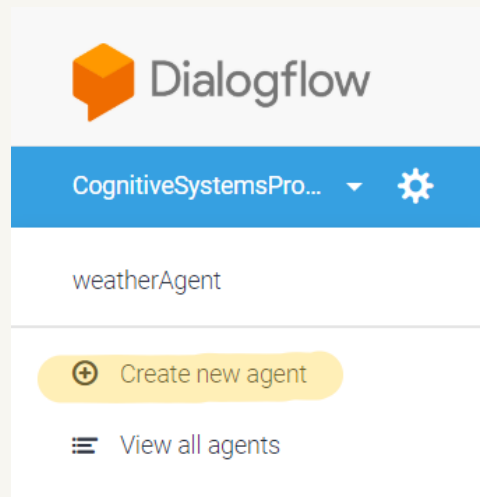 Dialogflow
CognitiveSystemsPro...
weatherAgent
Create new agent
View all agents